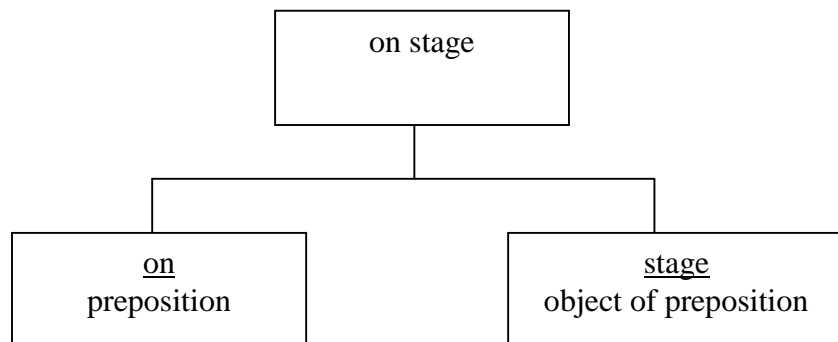 on stage
on
preposition
stage
object of preposition